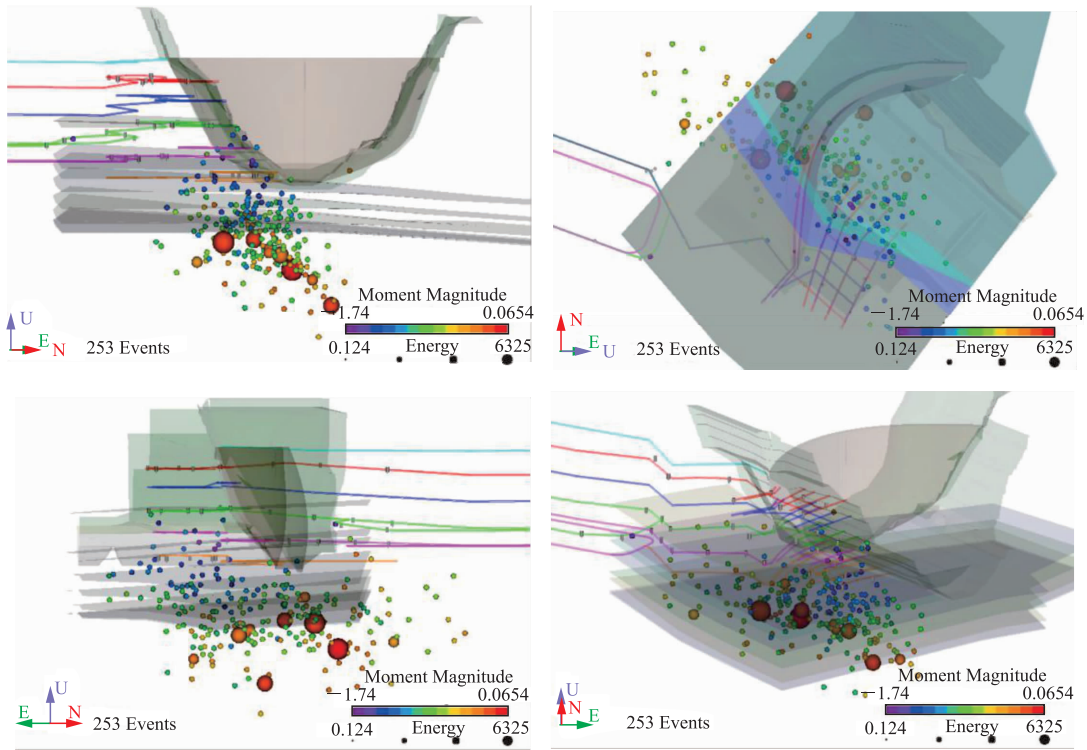 Moment Magnitude
U
—1.74 0.0654
E
N 253 Events 0.124 Energy 6325
N
E
U 253 Events
Moment Magnitude
—1.74 0.0654
0.124 Energy 6325
U
E N 253 Events
Moment Magnitude
—1.74 0.0654
0.124 Energy 6325
U
N
E 253 Events
Moment Magnitude
—1.74 0.0654
0.124 Energy 6325